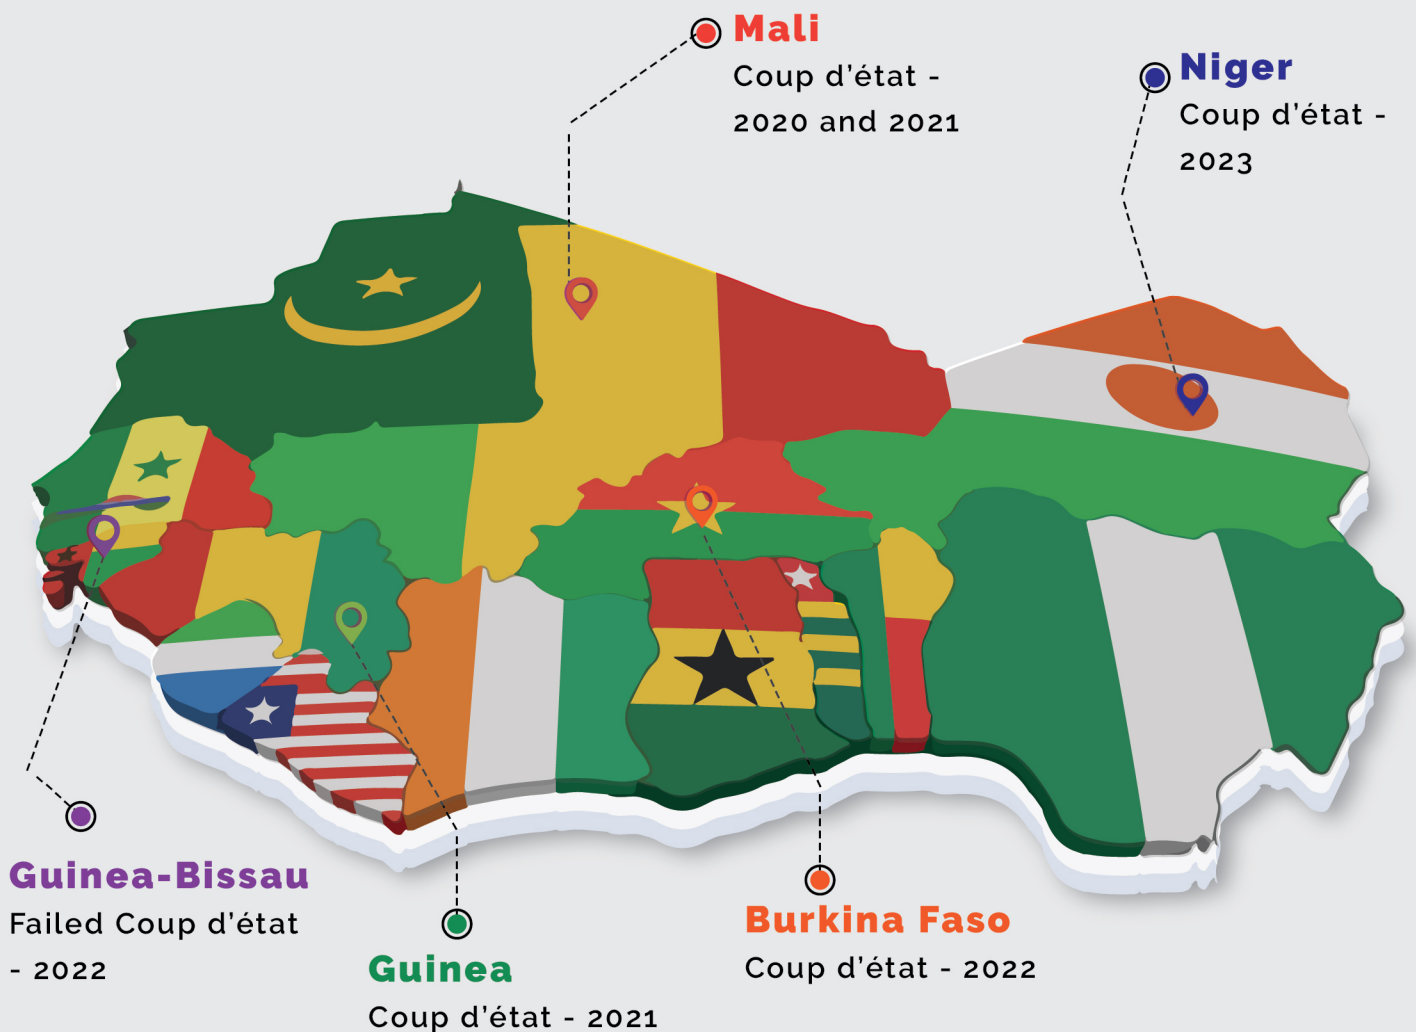 Mali
Coup d’état -
2020 and 2021
Niger
Coup d’état -
2023
Guinea-Bissau
Failed Coup d’état
- 2022
Guinea
Coup d’état - 2021
Burkina Faso
Coup d’état - 2022